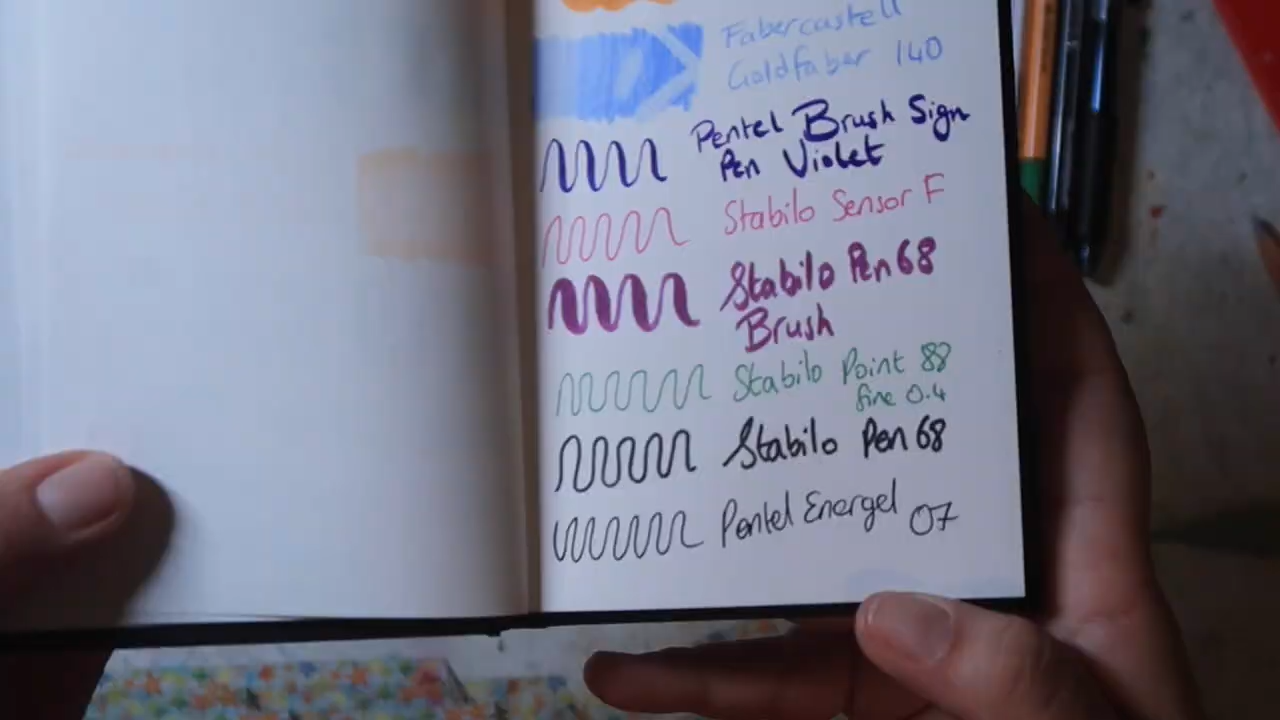 Fabercastell
Goldfaber 140
Pentel Brush Sign
Pen Violet
Stabilo Sensor F
Stabilo Pen 68
Brush
Stabilo Point 88
fine 0.4
Stabilo Pen 68
Pentel Energel 07